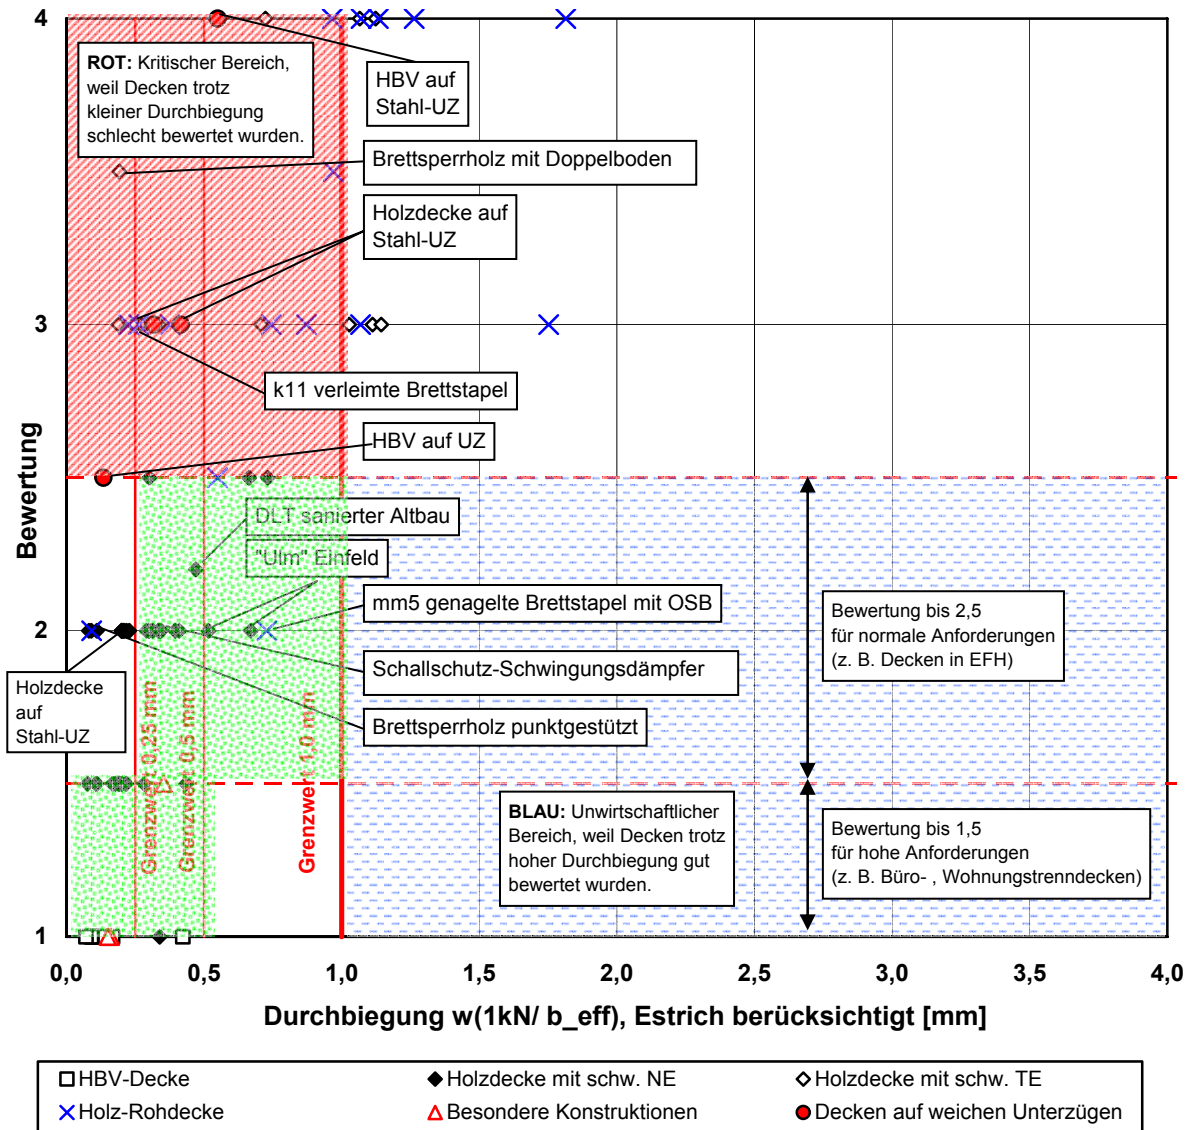 4
ROT: Kritischer Bereich,
weil Decken trotz
kleiner Durchbiegung
schlecht bewertet wurden.
HBV auf
Stahl-UZ
Brettsperrholz mit Doppelboden
Holzdecke auf
Stahl-UZ
3
k11 verleimte Brettstapel
HBV auf UZ
Bewertung
DLT sanierter Altbau
"Ulm" Einfeld
mm5 genagelte Brettstapel mit OSB
Bewertung bis 2,5
für normale Anforderungen
(z. B. Decken in EFH)
2
Schallschutz-Schwingungsdämpfer
Holzdecke
auf
Stahl-UZ
Brettsperrholz punktgestützt
Grenzwert 0,25 mm
Grenzwert 0,5 mm
Grenzwert 1,0 mm
BLAU: Unwirtschaftlicher
Bereich, weil Decken trotz
hoher Durchbiegung gut
bewertet wurden.
Bewertung bis 1,5
für hohe Anforderungen
(z. B. Büro- , Wohnungstrenndecken)
1
0,0 0,5 1,0 1,5 2,0 2,5 3,0 3,5 4,0
Durchbiegung w(1kN/ b_eff), Estrich berücksichtigt [mm]
HBV-Decke Holzdecke mit schw. NE Holzdecke mit schw. TE
Holz-Rohdecke Besondere Konstruktionen Decken auf weichen Unterzügen